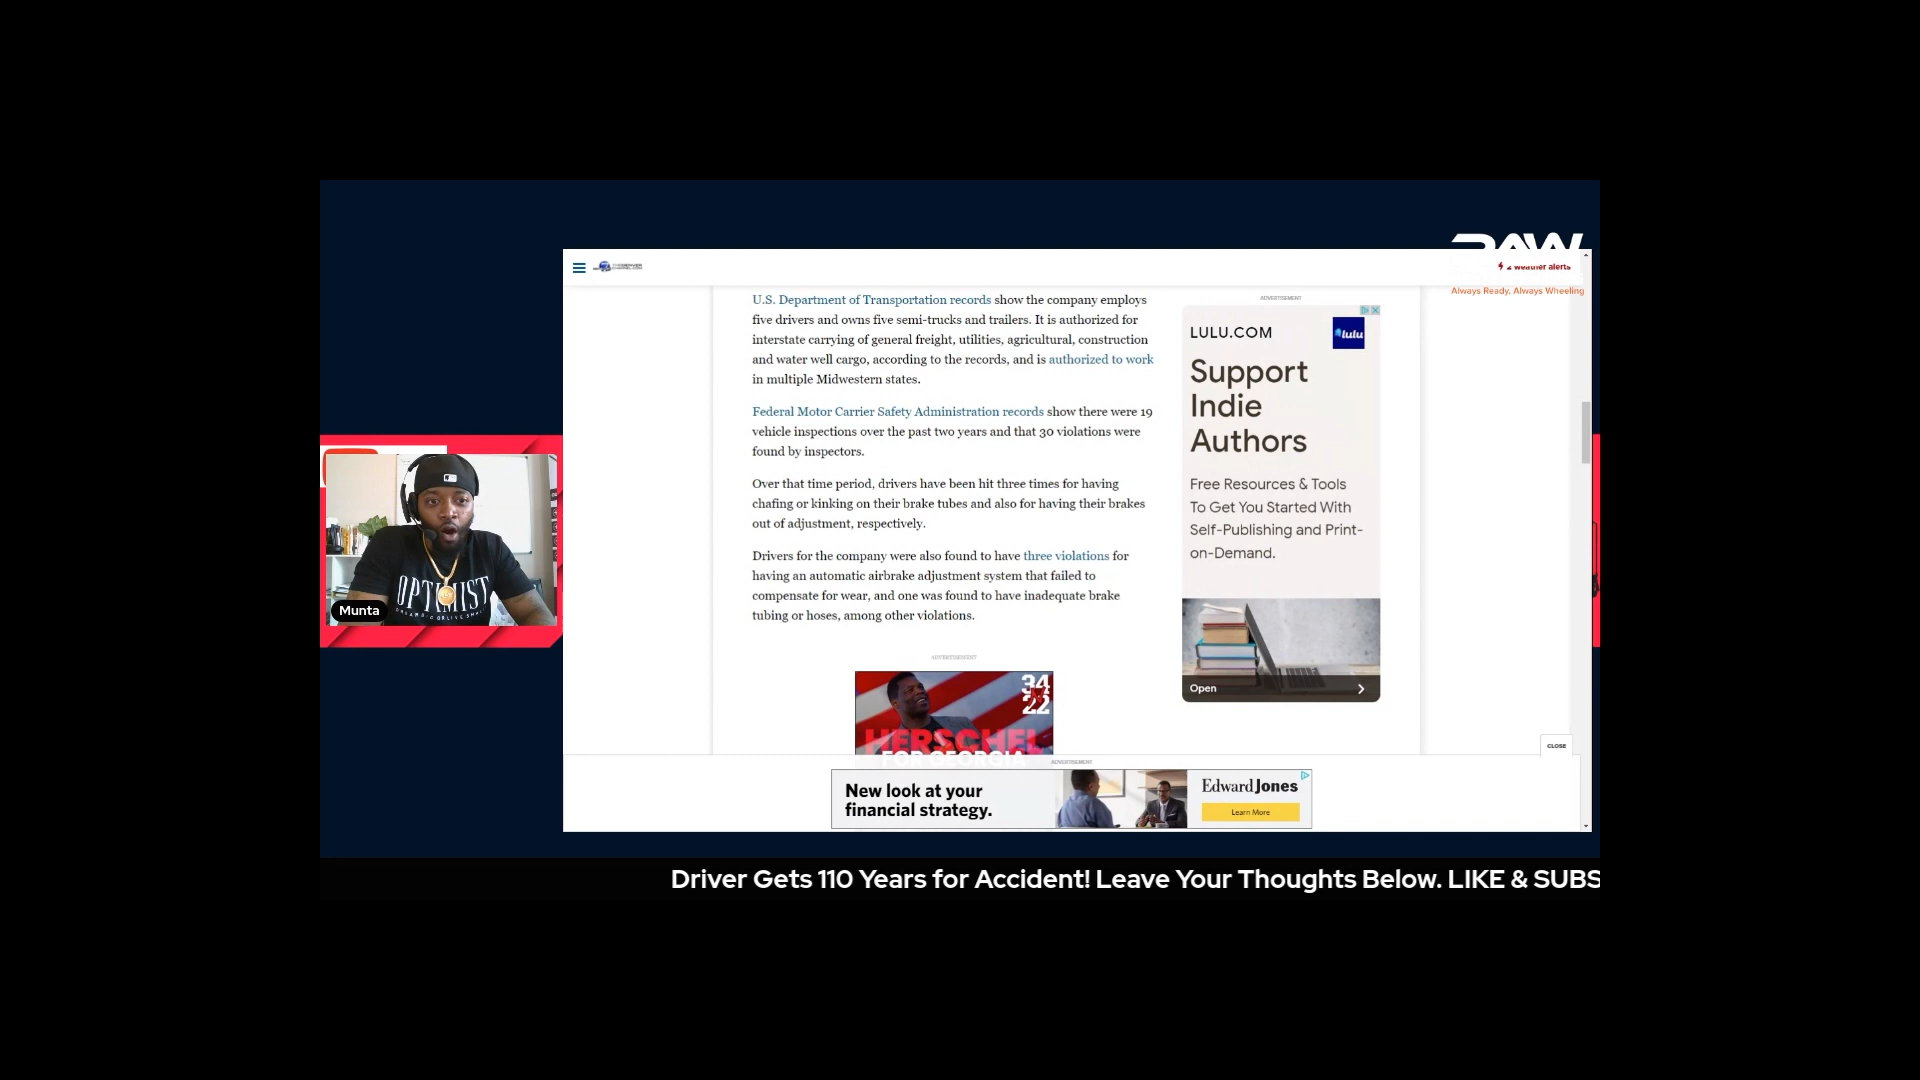 RAW
2 weather alerts
Always Ready, Always Wheeling
U.S. Department of Transportation records show the company employs
five drivers and owns five semi-trucks and trailers. It is authorized for
interstate carrying of general freight, utilities, agricultural, construction
and water well cargo, according to the records, and is authorized to work
in multiple Midwestern states.
Federal Motor Carrier Safety Administration records show there were 19
vehicle inspections over the past two years and that 30 violations were
found by inspectors.
Over that time period, drivers have been hit three times for having
chafing or kinking on their brake tubes and also for having their brakes
out of adjustment, respectively.
Drivers for the company were also found to have three violations for
having an automatic airbrake adjustment system that failed to
compensate for wear, and one was found to have inadequate brake
tubing or hoses, among other violations.
ADVERTISEMENT
34
22
HERSCHEL
FOR GEORGIA
ADVERTISEMENT
LULU.COM
lulu
Support
Indie
Authors
Free Resources & Tools
To Get You Started With
Self-Publishing and Print-
on-Demand.
Open
CLOSE
ADVERTISEMENT
New look at your
financial strategy.
Edward Jones
Learn More
OPTIMIST
Munta
Driver Gets 110 Years for Accident! Leave Your Thoughts Below. LIKE & SUBS